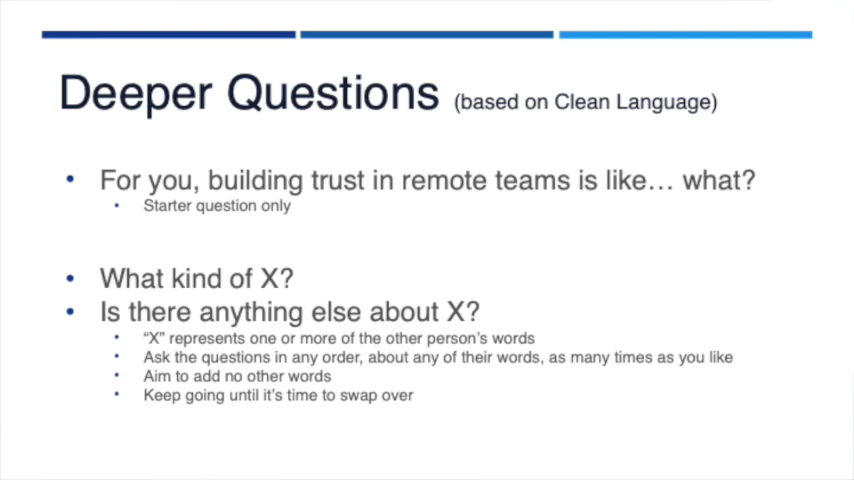 Deeper Questions (based on Clean Language)
• For you, building trust in remote teams is like… what?
• Starter question only
• What kind of X?
• Is there anything else about X?
• “X” represents one or more of the other person’s words
• Ask the questions in any order, about any of their words, as many times as you like
• Aim to add no other words
• Keep going until it’s time to swap over